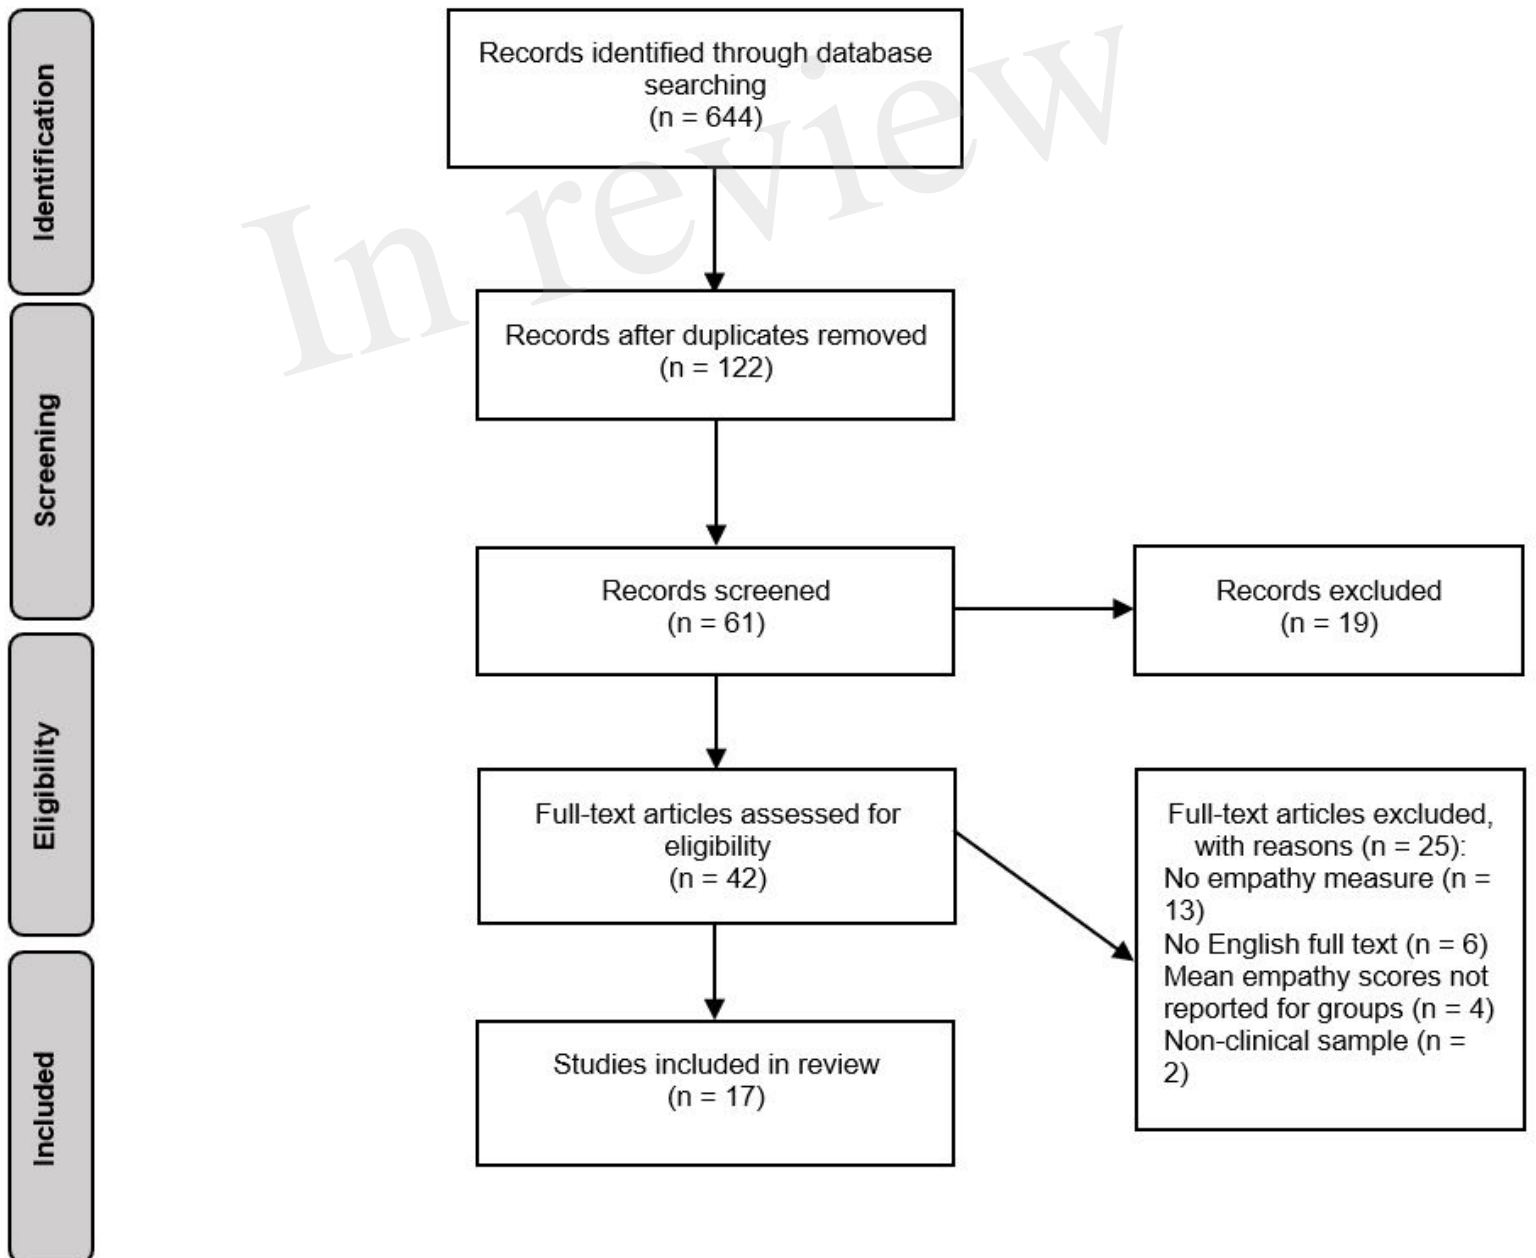 Identification
Records identified through database
searching
(n = 644)
In review
Records after duplicates removed
(n = 122)
Screening
Records screened
(n = 61)
Records excluded
(n = 19)
Eligibility
Full-text articles assessed for
eligibility
(n = 42)
Full-text articles excluded,
with reasons (n = 25):
No empathy measure (n =
13)
No English full text (n = 6)
Mean empathy scores not
reported for groups (n = 4)
Non-clinical sample (n =
2)
Included
Studies included in review
(n = 17)